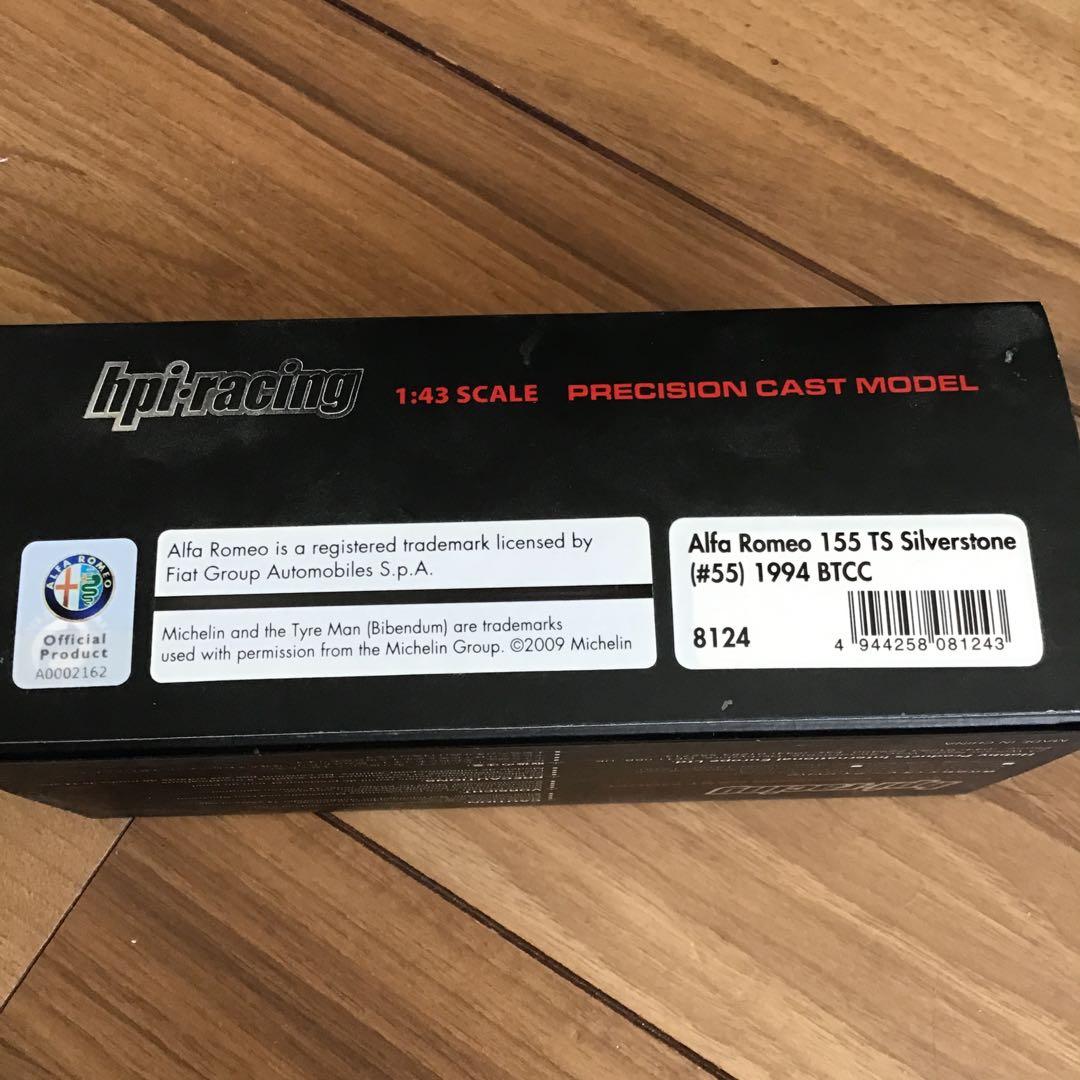 hpi·racing 1:43 SCALE PRECISION CAST MODEL
ALFA ROMEO
Official
Product
A0002162
Alfa Romeo is a registered trademark licensed by
Fiat Group Automobiles S.p.A.
Michelin and the Tyre Man (Bibendum) are trademarks
used with permission from the Michelin Group. ©2009 Michelin
Alfa Romeo 155 TS Silverstone
(#55) 1994 BTCC
8124
4 944258 081243
hpi·racing